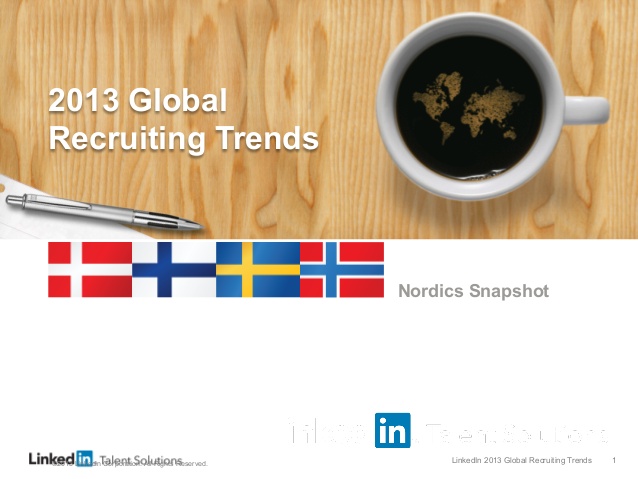 2013 Global
Recruiting Trends
Nordics Snapshot
Linked in Talent Solutions
Linked in Talent Solutions
Corporation. All Rights Reserved.
LinkedIn 2013 Global Recruiting Trends 1